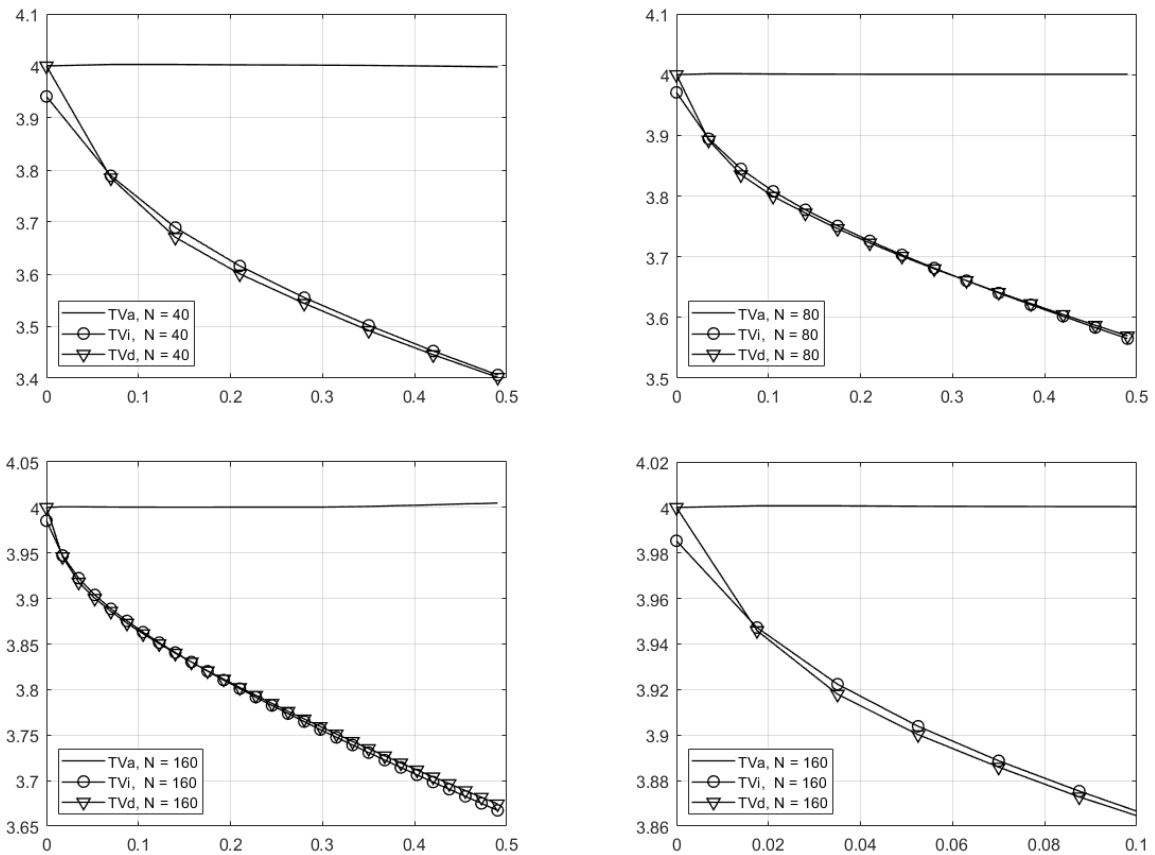 4.1
4
3.9
3.8
3.7
3.6
3.5
3.4
0 0.1 0.2 0.3 0.4 0.5
TVa, N = 40
TVi, N = 40
TVd, N = 40
4.1
4
3.9
3.8
3.7
3.6
3.5
0 0.1 0.2 0.3 0.4 0.5
TVa, N = 80
TVi, N = 80
TVd, N = 80
4.05
4
3.95
3.9
3.85
3.8
3.75
3.7
3.65
0 0.1 0.2 0.3 0.4 0.5
TVa, N = 160
TVi, N = 160
TVd, N = 160
4.02
4
3.98
3.96
3.94
3.92
3.9
3.88
3.86
0 0.02 0.04 0.06 0.08 0.1
TVa, N = 160
TVi, N = 160
TVd, N = 160